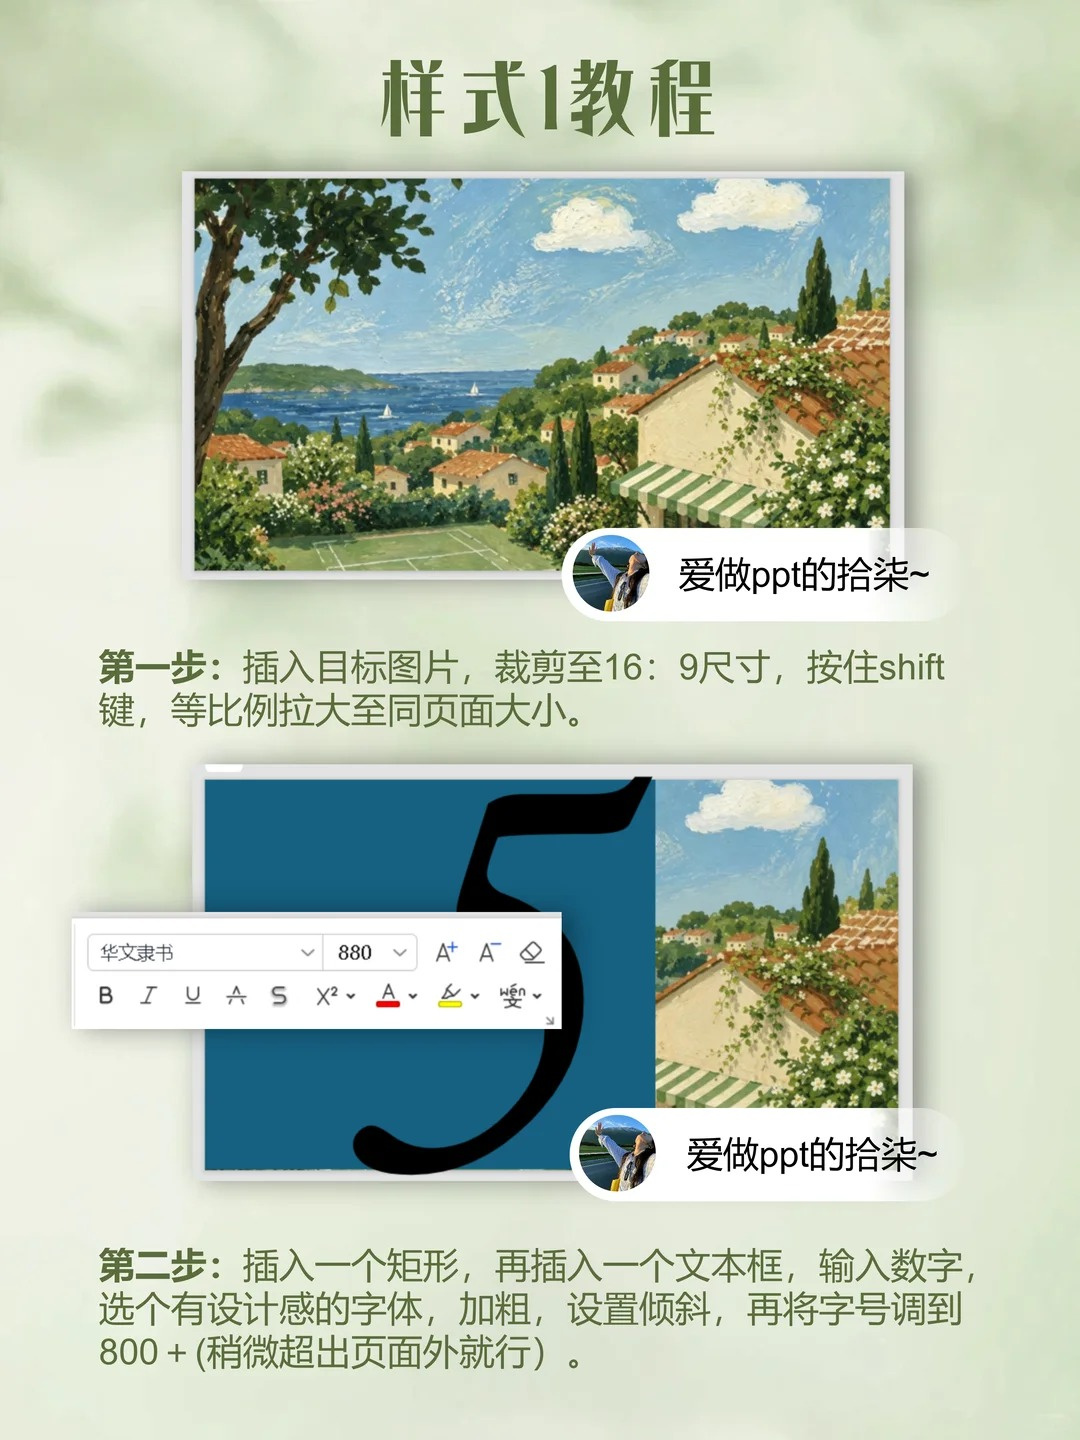 样式1教程
爱做ppt的拾柒~
第一步：插入目标图片，裁剪至16：9尺寸，按住shift
键，等比例拉大至同页面大小。
5
华文隶书 880 A+ A-
B I U A S X² A wén 变
爱做ppt的拾柒~
第二步：插入一个矩形，再插入一个文本框，输入数字，
选个有设计感的字体，加粗，设置倾斜，再将字号调到
800＋(稍微超出页面外就行）。